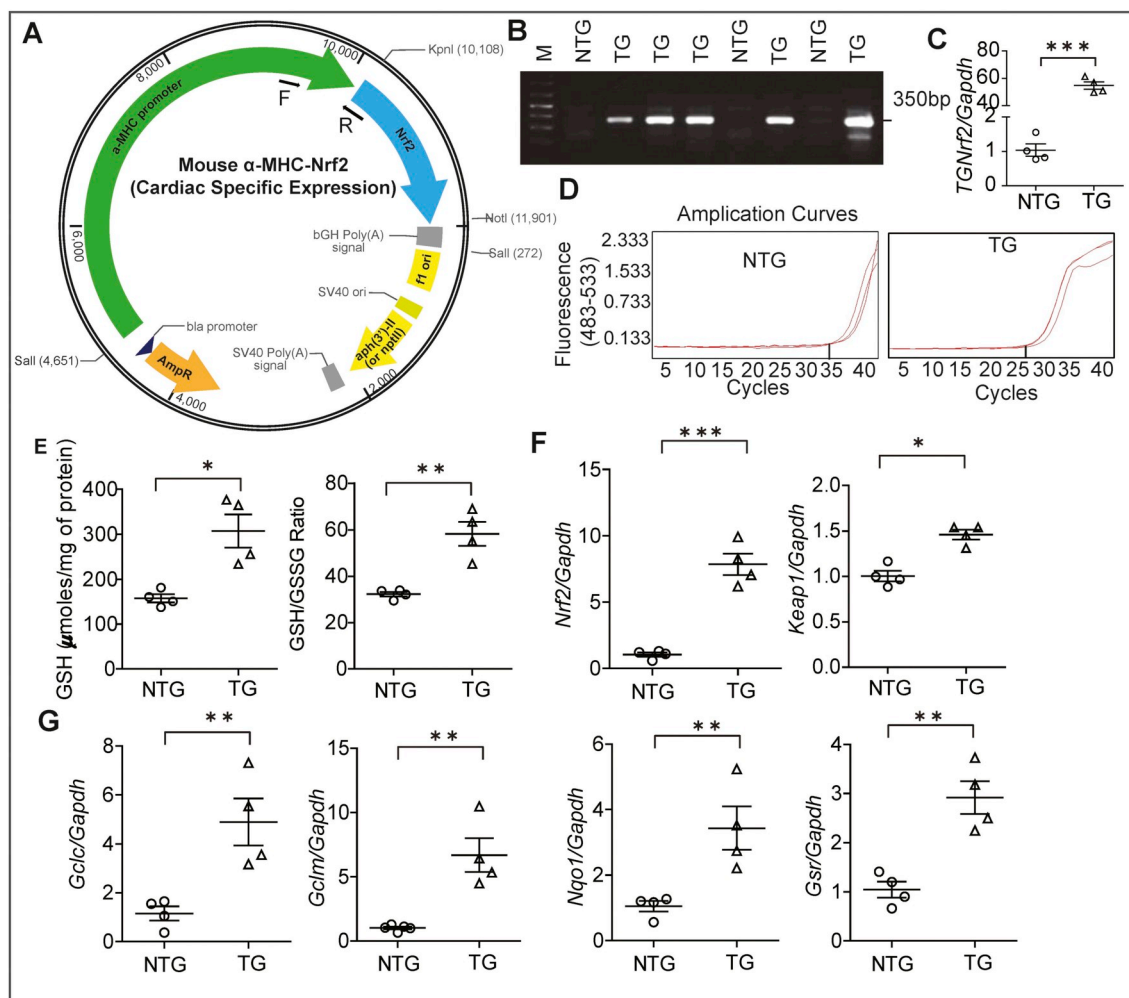 A
10,000
8,000
KpnI (10,108)
a-MHC promoter
F
R
Nrf2
Mouse α-MHC-Nrf2
(Cardiac Specific Expression)
6,000
NotI (11,901)
bGH Poly(A)
signal
SalI (272)
f1 ori
SV40 ori
aph(3')-II
(or nptII)
bla promoter
SalI (4,651)
SV40 Poly(A)
signal
AmpR
2,000
4,000
B
M NTG TG TG TG NTG TG NTG TG
350bp
C
***
TGNrf2/Gapdh
80
60
40
2
1
0
NTG TG
D
Amplication Curves
Fluorescence
(483-533)
2.333
1.533
0.733
0.133
NTG
5 10 15 20 25 30 35 40
Cycles
TG
5 10 15 20 25 30 35 40
Cycles
E
*
GSH (μmoles/mg of protein)
400
300
200
100
0
NTG TG
**
GSH/GSSG Ratio
80
60
40
20
0
NTG TG
F
***
Nrf2/Gapdh
15
10
5
0
NTG TG
*
Keap1/Gapdh
2.0
1.5
1.0
0.5
0.0
NTG TG
G
**
Gclc/Gapdh
8
6
4
2
0
NTG TG
**
Gclm/Gapdh
15
10
5
0
NTG TG
**
Nqo1/Gapdh
6
4
2
0
NTG TG
**
Gsr/Gapdh
4
3
2
1
0
NTG TG